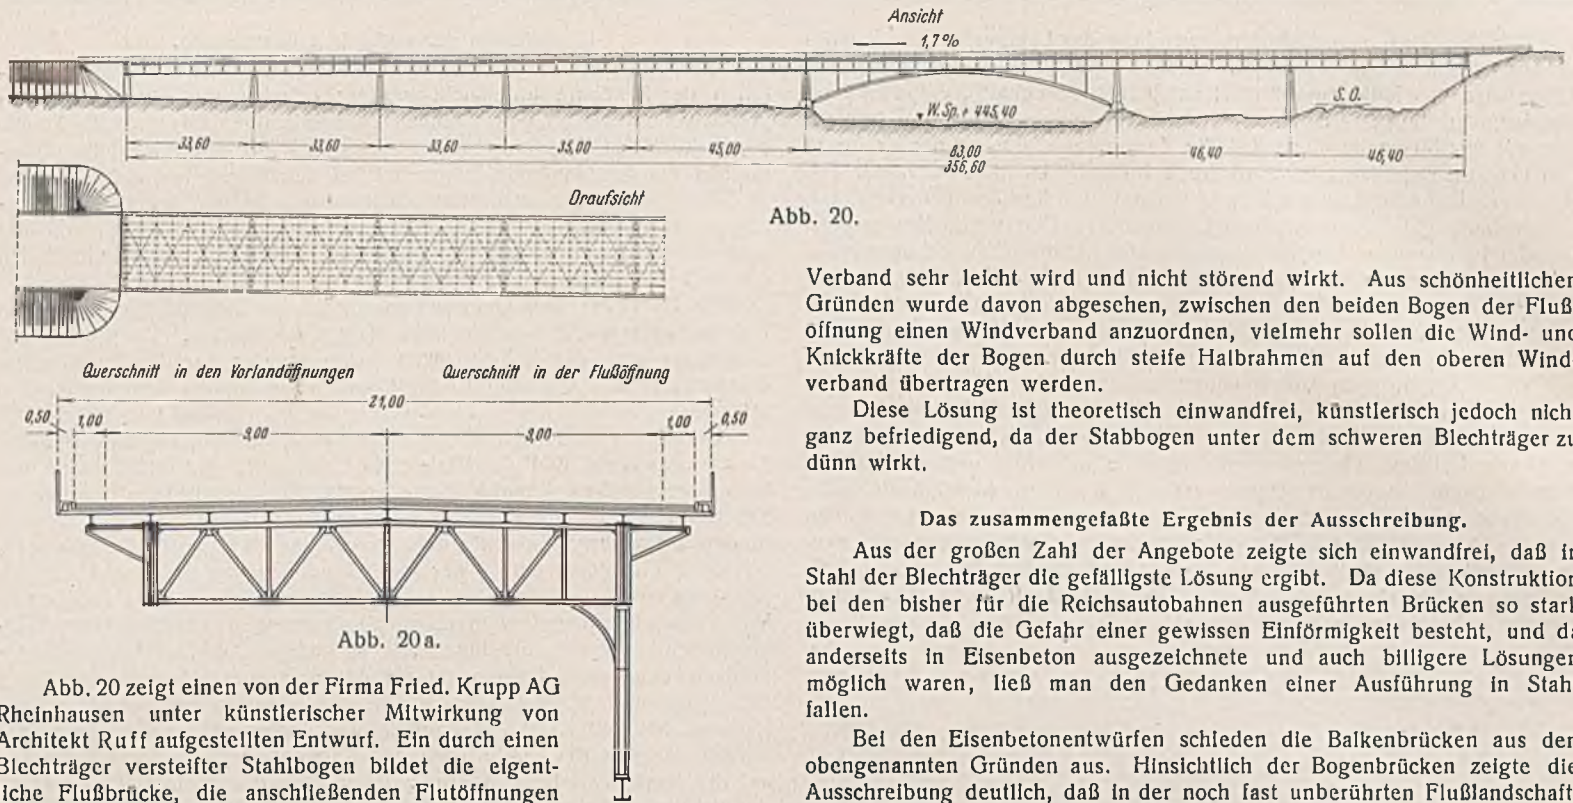 Ansicht
1,7%
W.Sp. + 445,40
S.O.
33,60 33,60 33,60 35,00 45,00 83,00 46,40 46,40
356,60
Draufsicht
Abb. 20.
Querschnitt in den Vorlandöffnungen Querschnitt in der Flußöffnung
21,00
0,50 1,00 9,00 9,00 1,00 0,50
Abb. 20a.
Abb. 20 zeigt einen von der Firma Fried. Krupp AG
Rheinhausen unter künstlerischer Mitwirkung von
Architekt Ruff aufgestellten Entwurf. Ein durch einen
Blechträger versteifter Stahlbogen bildet die eigent-
liche Flußbrücke, die anschließenden Flutöffnungen
Verband sehr leicht wird und nicht störend wirkt. Aus schönheitlichen
Gründen wurde davon abgesehen, zwischen den beiden Bogen der Fluß
öffnung einen Windverband anzuordnen, vielmehr sollen die Wind- und
Knickkräfte der Bogen durch steife Halbrahmen auf den oberen Wind
verband übertragen werden.
Diese Lösung ist theoretisch einwandfrei, künstlerisch jedoch nich
ganz befriedigend, da der Stabbogen unter dem schweren Blechträger zu
dünn wirkt.
Das zusammengefaßte Ergebnis der Ausschreibung.
Aus der großen Zahl der Angebote zeigte sich einwandfrei, daß in
Stahl der Blechträger die gefälligste Lösung ergibt. Da diese Konstruktion
bei den bisher für die Reichsautobahnen ausgeführten Brücken so stark
überwiegt, daß die Gefahr einer gewissen Einförmigkeit besteht, und da
anderseits in Eisenbeton ausgezeichnete und auch billigere Lösungen
möglich waren, ließ man den Gedanken einer Ausführung in Stahl
fallen.
Bei den Eisenbetonentwürfen schieden die Balkenbrücken aus den
obengenannten Gründen aus. Hinsichtlich der Bogenbrücken zeigte die
Ausschreibung deutlich, daß in der noch fast unberührten Flußlandschaft